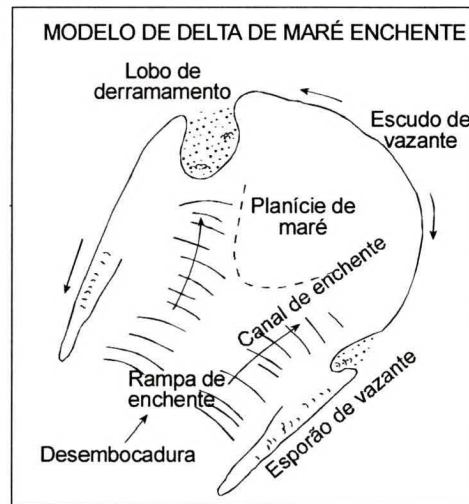 MODELO DE DELTA DE MARÉ ENCHENTE
Lobo de
derramamento
Escudo de
vazante
Planície de
maré
Canal de enchente
Rampa de
enchente
Desembocadura
Esporão de vazante